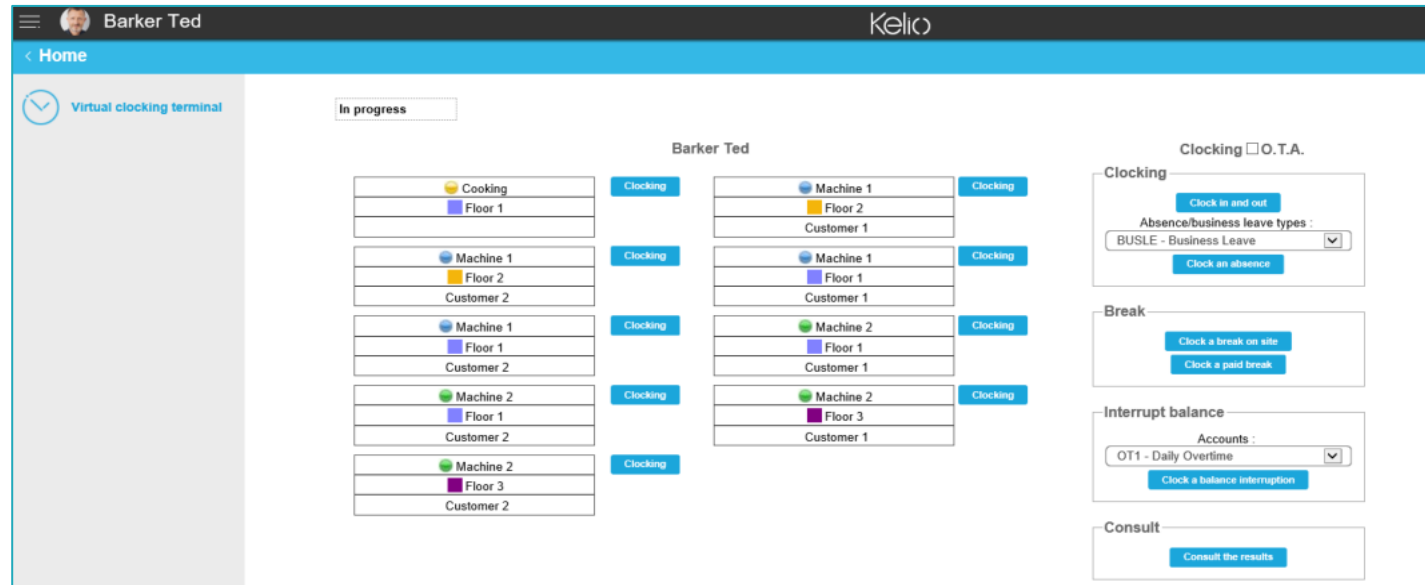 Barker Ted
Kelio
< Home
Virtual clocking terminal
In progress
Barker Ted
Cooking
Floor 1
Clocking
Machine 1
Floor 2
Customer 1
Clocking
Machine 1
Floor 2
Customer 2
Clocking
Machine 1
Floor 1
Customer 1
Clocking
Machine 1
Floor 1
Customer 2
Clocking
Machine 2
Floor 1
Customer 1
Clocking
Machine 2
Floor 1
Customer 2
Clocking
Machine 2
Floor 3
Customer 1
Clocking
Machine 2
Floor 3
Customer 2
Clocking
Clocking O.T.A.
Clocking
Clock in and out
Absence/business leave types :
BUSLE - Business Leave
Clock an absence
Break
Clock a break on site
Clock a paid break
Interrupt balance
Accounts :
OT1 - Daily Overtime
Clock a balance interruption
Consult
Consult the results